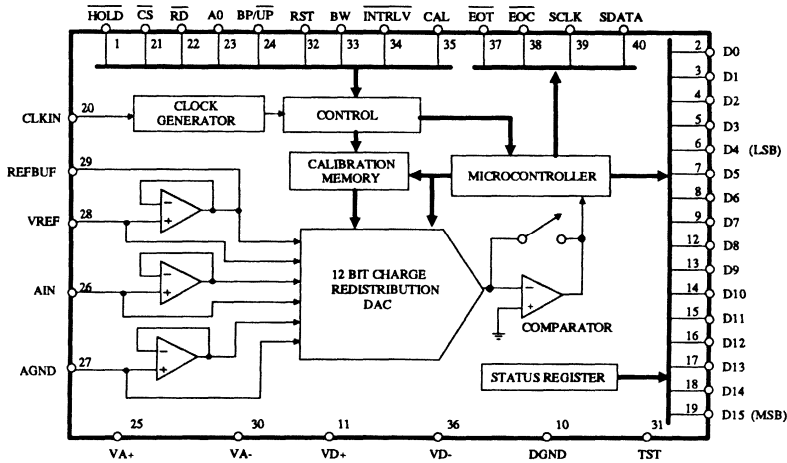 HOLD CS RD A0 BP/UP RST BW INTRLV CAL EOT EOC SCLK SDATA
1 21 22 23 24 32 33 34 35 37 38 39 40
2 D0
3 D1
4 D2
5 D3
6 D4 (LSB)
7 D5
8 D6
9 D7
12 D8
13 D9
14 D10
15 D11
16 D12
17 D13
18 D14
19 D15 (MSB)
CLKIN 20
CLOCK
GENERATOR
CONTROL
REFBUF 29
CALIBRATION
MEMORY
MICROCONTROLLER
VREF 28
- +
AIN 26
- +
12 BIT CHARGE
REDISTRIBUTION
DAC
- +
COMPARATOR
AGND 27
- +
STATUS REGISTER
25 30 11 36 10 31
VA+ VA- VD+ VD- DGND TST